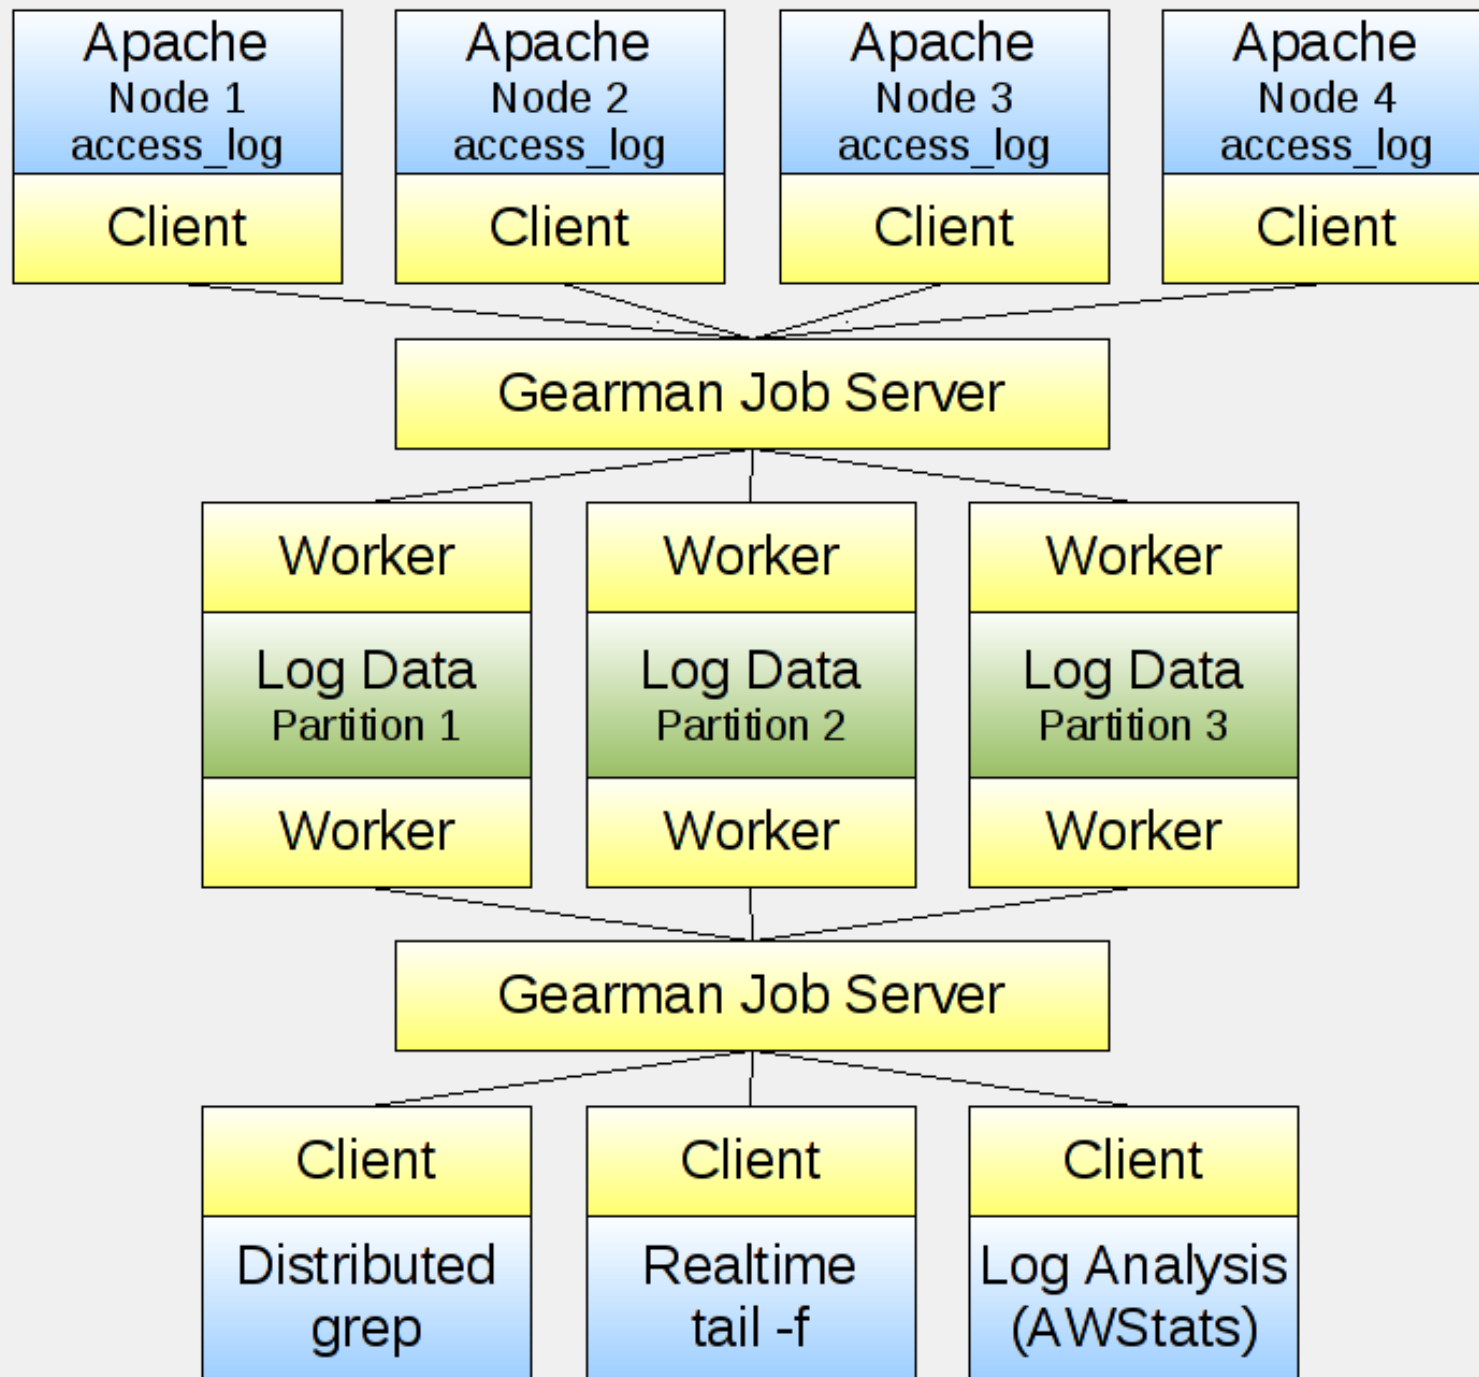 Apache
Node 1
access_log
Client
Apache
Node 2
access_log
Client
Apache
Node 3
access_log
Client
Apache
Node 4
access_log
Client
Gearman Job Server
Worker
Log Data
Partition 1
Worker
Worker
Log Data
Partition 2
Worker
Worker
Log Data
Partition 3
Worker
Gearman Job Server
Client
Distributed
grep
Client
Realtime
tail -f
Client
Log Analysis
(AWStats)